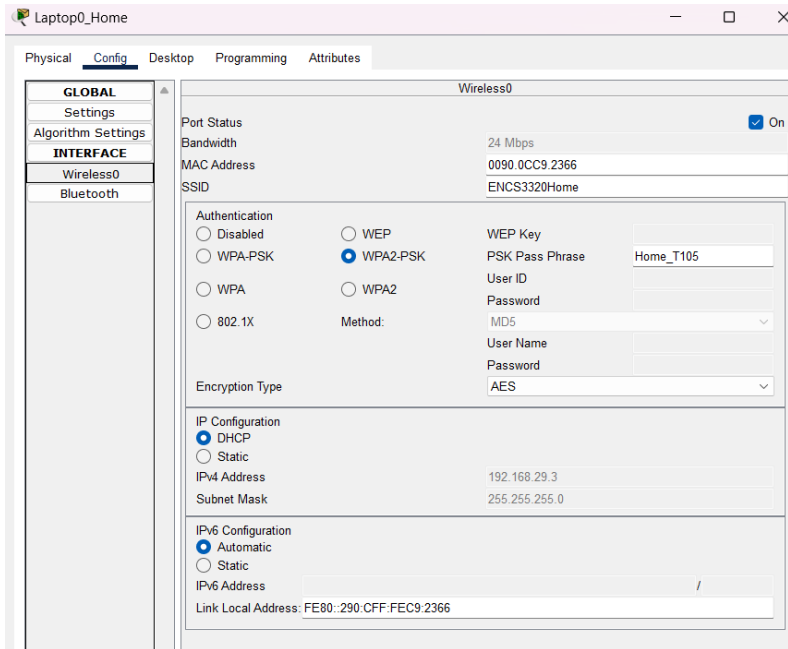 Laptop0_Home
Physical Config Desktop Programming Attributes
GLOBAL
Settings
Algorithm Settings
INTERFACE
Wireless0
Bluetooth
Wireless0
Port Status On
Bandwidth 24 Mbps
MAC Address 0090.0CC9.2366
SSID ENCS3320Home
Authentication
Disabled WEP WEP Key
WPA-PSK WPA2-PSK PSK Pass Phrase Home_T105
User ID
WPA WPA2 Password
802.1X Method: MD5
User Name
Password
Encryption Type AES
IP Configuration
DHCP
Static
IPv4 Address 192.168.29.3
Subnet Mask 255.255.255.0
IPv6 Configuration
Automatic
Static
IPv6 Address /
Link Local Address: FE80::290:CFF:FEC9:2366